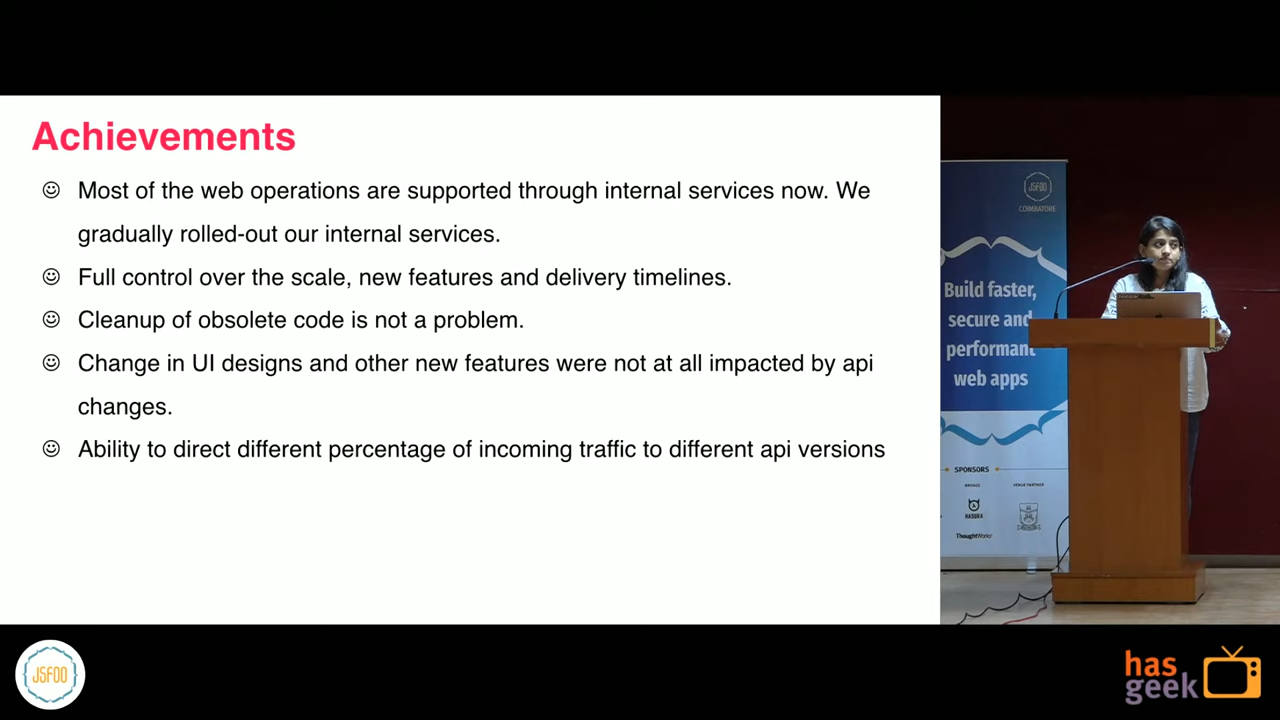 Achievements
Most of the web operations are supported through internal services now. We
gradually rolled-out our internal services.
Full control over the scale, new features and delivery timelines.
Cleanup of obsolete code is not a problem.
Change in UI designs and other new features were not at all impacted by api
changes.
Ability to direct different percentage of incoming traffic to different api versions
JSFOO
COIMBATORE
Build faster,
secure and
performant
web apps
SPONSORS
BRONZE
VENUE PARTNER
HASURA
ThoughtWorks
JSFOO
has
geek